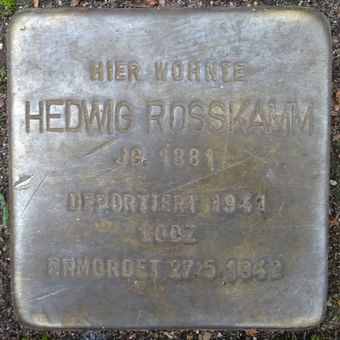 HIER WOHNTE
HEDWIG ROSSKAMM
JG. 1881
DEPORTIERT 1941
LODZ
ERMORDET 27.5.1942